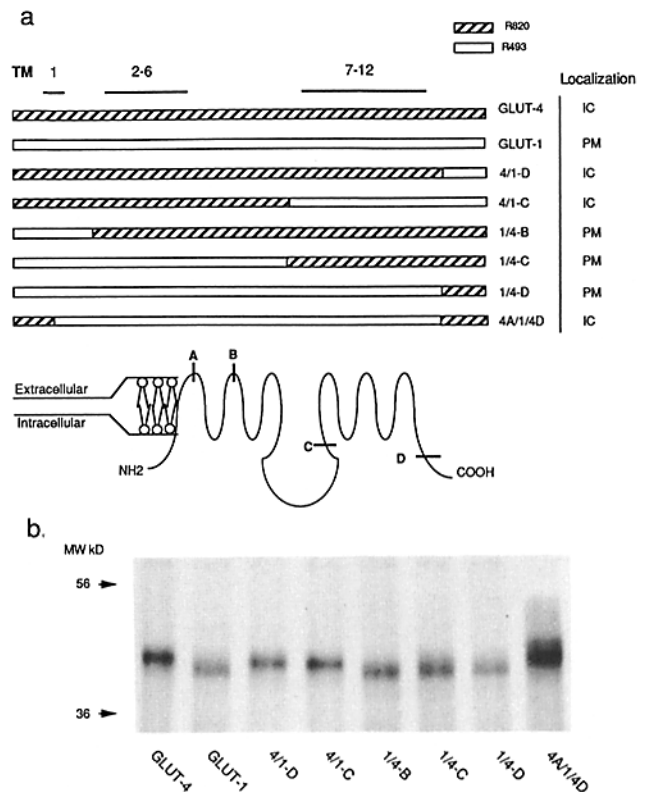 a
R820
R493
TM 1 2-6 7-12 Localization
GLUT-4 IC
GLUT-1 PM
4/1-D IC
4/1-C IC
1/4-B PM
1/4-C PM
1/4-D PM
4A/1/4D IC
A B
Extracellular
Intracellular
C
D
NH2 COOH
b.
MW kD
56
36
GLUT-4 GLUT-1 4/1-D 4/1-C 1/4-B 1/4-C 1/4-D 4A/1/4D